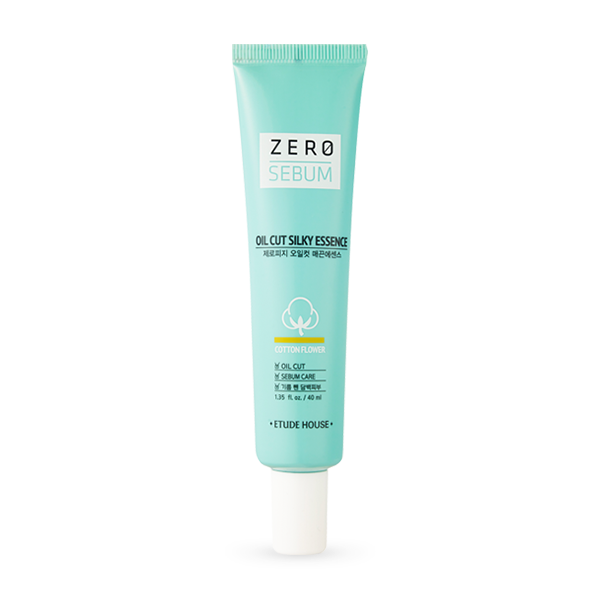 ZERØ
SEBUM
OIL CUT SILKY ESSENCE
제로피지 오일컷 매끈에센스
COTTON FLOWER
OIL CUT
SEBUM CARE
기름 뺀 담백피부
1.35 fl. oz. / 40 ml
• ETUDE HOUSE •